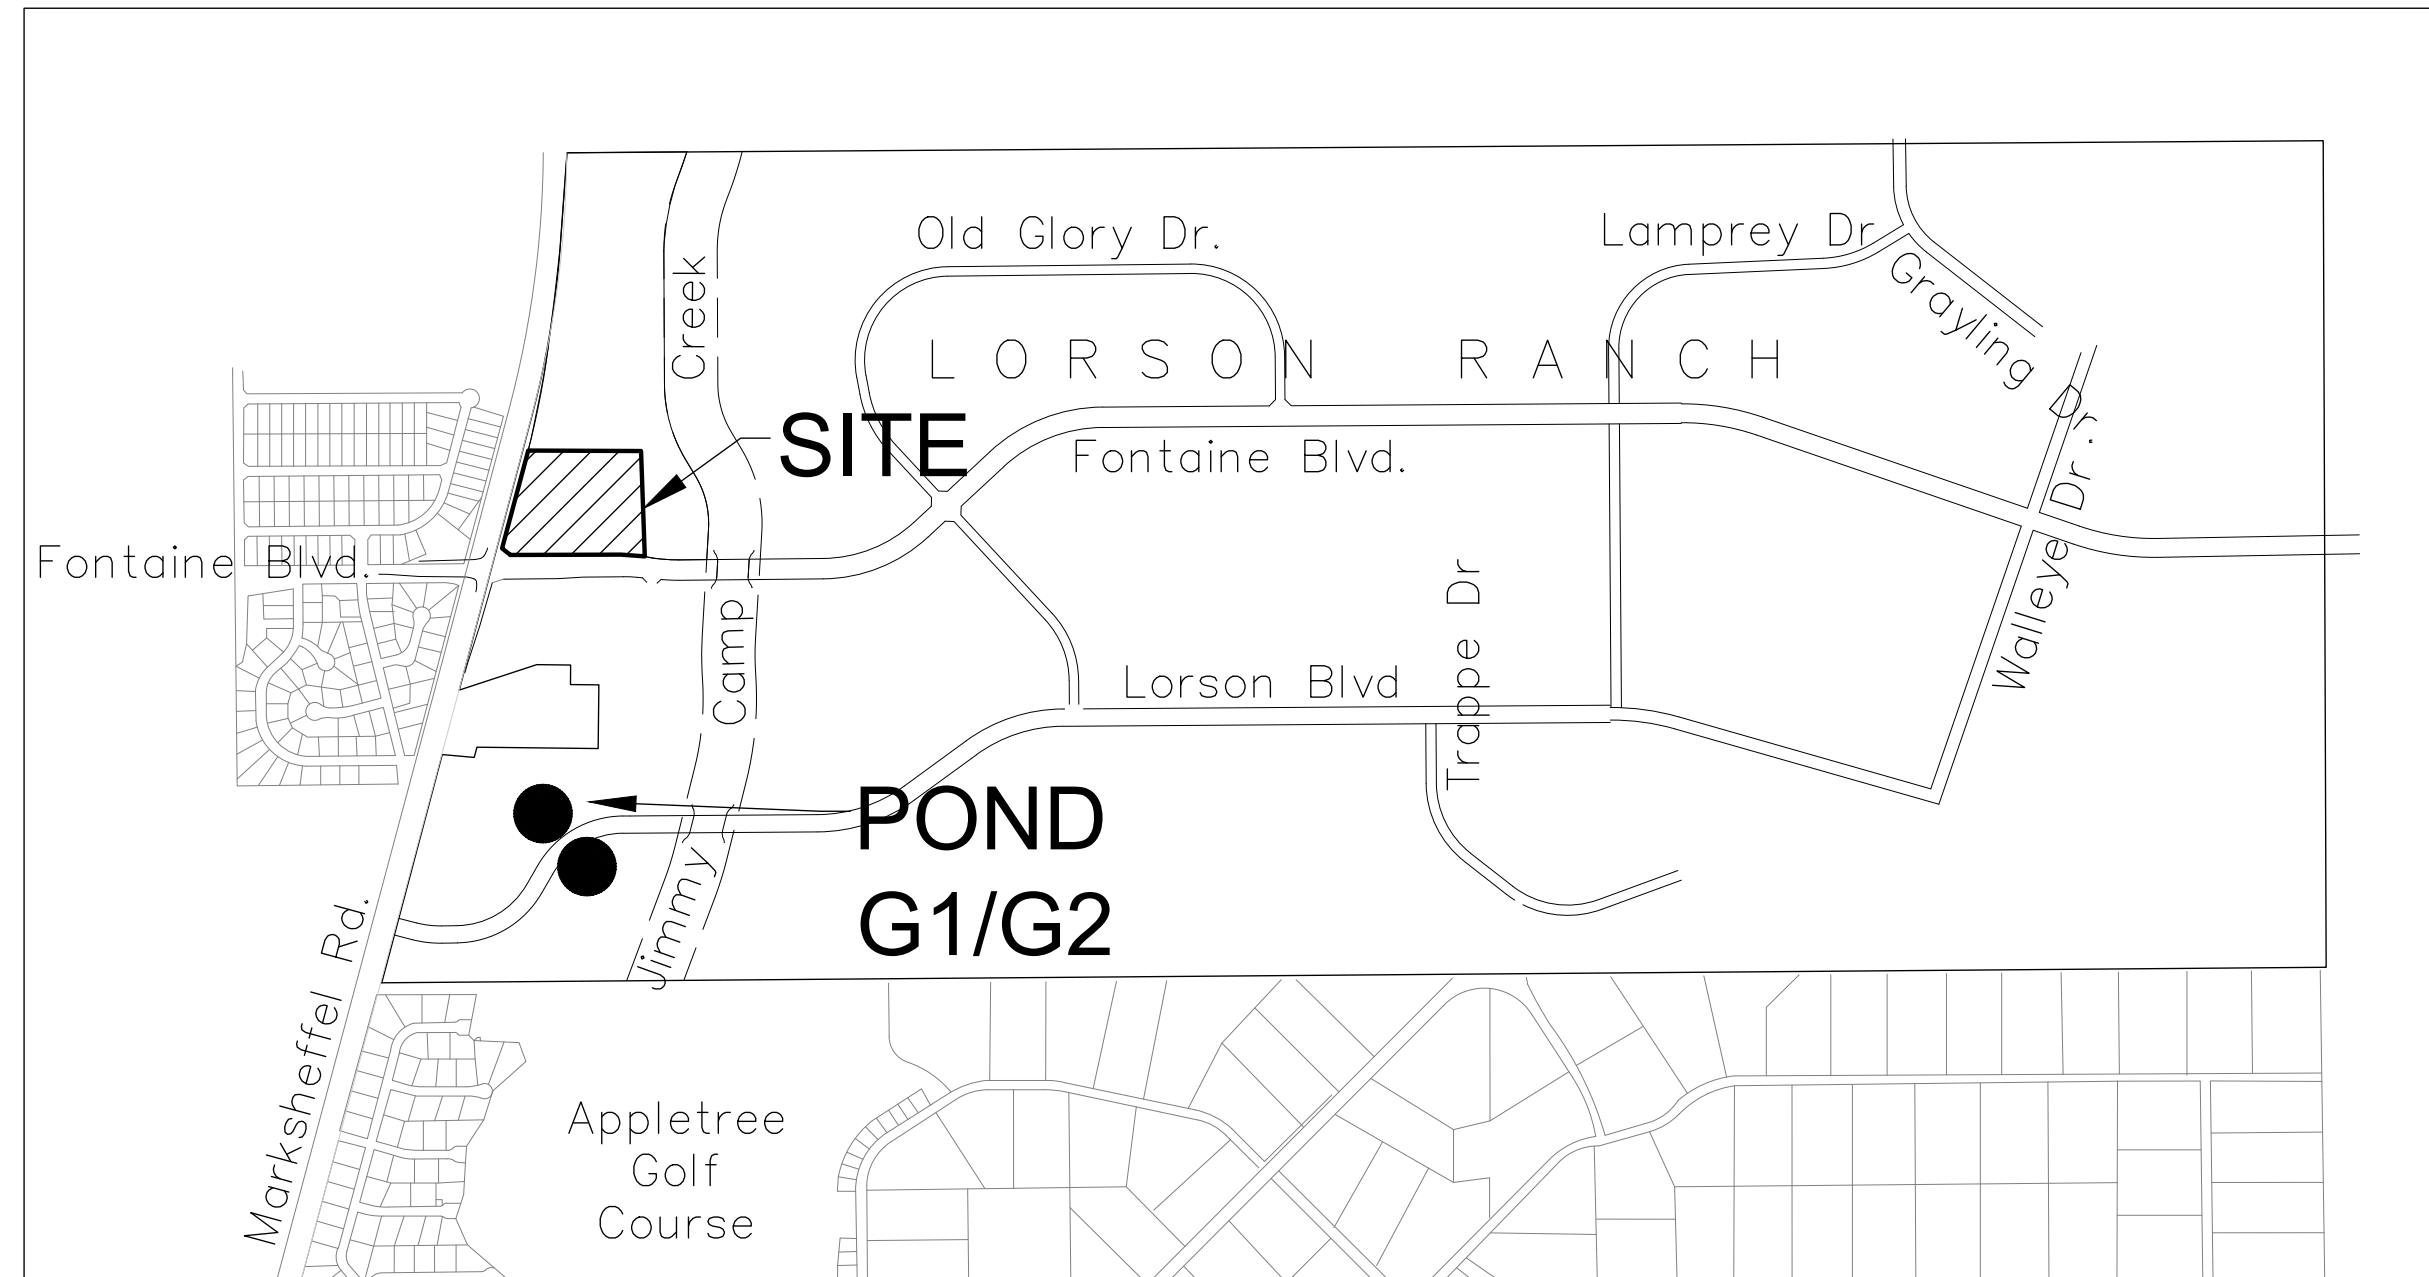 Old Glory Dr.
Lamprey Dr
Grayling Dr.
Creek
LORSON RANCH
SITE
Fontaine Blvd.
Fontaine Blvd.
Camp
Trappe Dr
Walleye Dr.
Lorson Blvd
POND
G1/G2
Jimmy
Marksheffel Rd.
Appletree
Golf
Course